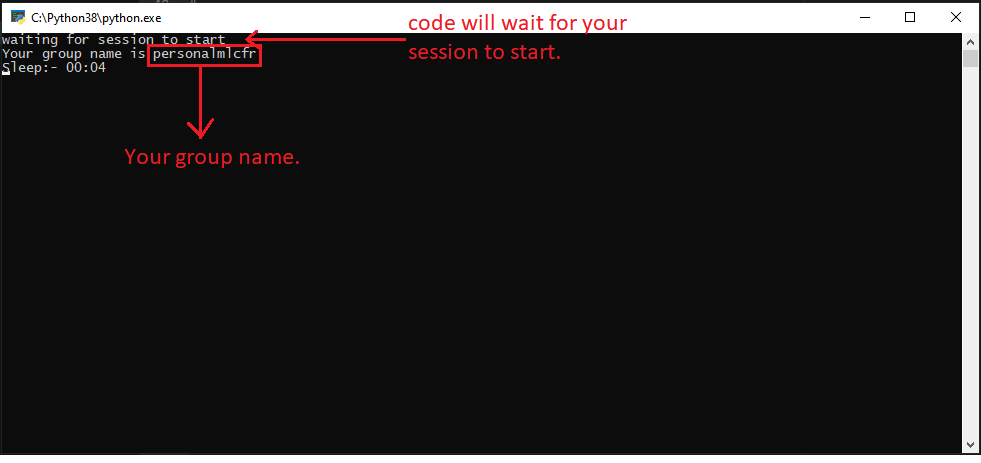 C:\Python38\python.exe
code will wait for your
session to start.
waiting for session to start
Your group name is personalmlcfr
Sleep:- 00:04
Your group name.